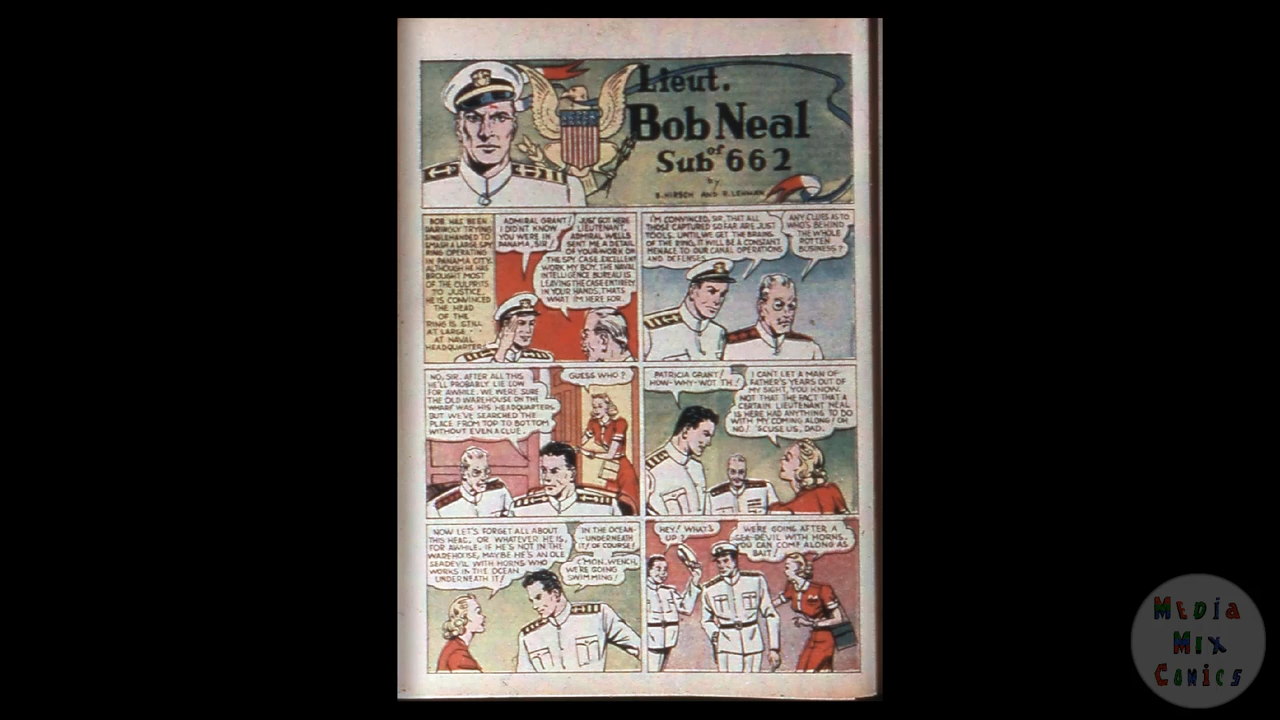 Lieut.
Bob Neal
of
Sub 662
by
B. HIRSCH AND R. LEHMAN
BOB HAS BEEN
DARINGLY TRYING
SINGLEHANDED TO
SMASH A LARGE SPY
RING OPERATING
IN PANAMA CITY.
ALTHOUGH HE HAS
BROUGHT MOST
OF THE CULPRITS
TO JUSTICE,
HE IS CONVINCED
THE HEAD
OF THE
RING IS STILL
AT LARGE - -
AT NAVAL
HEADQUARTERS
ADMIRAL GRANT!
I DIDN'T KNOW
YOU WERE IN
PANAMA, SIR!
JUST GOT HERE
LIEUTENANT.
ADMIRAL WELLS
SENT ME A DETAIL
OF YOUR WORK ON
THE SPY CASE. EXCELLENT
WORK MY BOY. THE NAVAL
INTELLIGENCE BUREAU IS
LEAVING THE CASE ENTIRELY
IN YOUR HANDS. THATS
WHAT I'M HERE FOR.
I'M CONVINCED, SIR, THAT ALL
THOSE CAPTURED SO FAR ARE JUST
TOOLS. UNTIL WE GET THE BRAINS
OF THE RING, IT WILL BE A CONSTANT
MENACE TO OUR CANAL OPERATIONS
AND DEFENSES.
ANY CLUES AS TO
WHO'S BEHIND
THE WHOLE
ROTTEN
BUSINESS?
NO, SIR. AFTER ALL THIS
HE'LL PROBABLY LIE LOW
FOR AWHILE. WE WERE SURE
THE OLD WAREHOUSE ON THE
WHARF WAS HIS HEADQUARTERS
BUT WE'VE SEARCHED THE
PLACE FROM TOP TO BOTTOM
WITHOUT EVEN A CLUE.
GUESS WHO?
PATRICIA GRANT!
HOW-WHY-WOT TH-!
I CAN'T LET A MAN OF
FATHER'S YEARS OUT OF
MY SIGHT, YOU KNOW.
NOT THAT THE FACT THAT A
CERTAIN LIEUTENANT NEAL
IS HERE HAD ANYTHING TO DO
WITH MY COMING ALONG! OH
NO! 'SCUSE US, DAD.
NOW LET'S FORGET ALL ABOUT
THIS HEAD, OR WHATEVER HE IS,
FOR AWHILE. IF HE'S NOT IN THE
WAREHOUSE, MAYBE HE'S AN OLE
SEADEVIL WITH HORNS WHO
WORKS IN THE OCEAN -
UNDERNEATH IT!
IN THE OCEAN-
-UNDERNEATH
IT! OF COURSE!
C'MON, WENCH,
WE'RE GOING
SWIMMING!
HEY! WHAT'S
UP?
WE'RE GOING AFTER A
SEA-DEVIL WITH HORNS.
YOU CAN COME ALONG AS
BAIT!
MEDiA
MiX
COMiCS